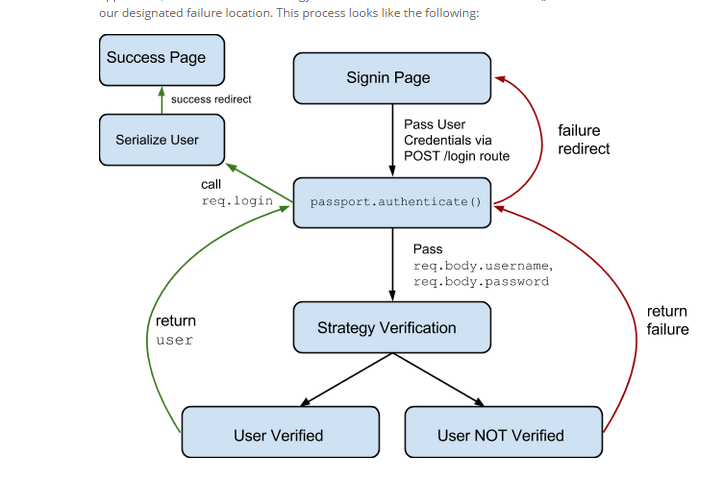 our designated failure location. This process looks like the following:
Success Page
Signin Page
success redirect
Serialize User
Pass User
Credentials via
POST /login route
failure
redirect
call
req.login
passport.authenticate()
Pass
req.body.username,
req.body.password
return
user
Strategy Verification
return
failure
User Verified
User NOT Verified